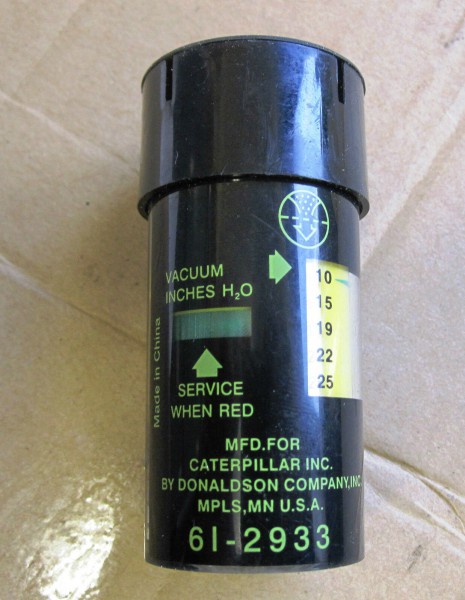 VACUUM
INCHES H₂O
10
15
19
22
25
Made in China
SERVICE
WHEN RED
MFD.FOR
CATERPILLAR INC.
BY DONALDSON COMPANY,INC.
MPLS,MN U.S.A.
6I-2933